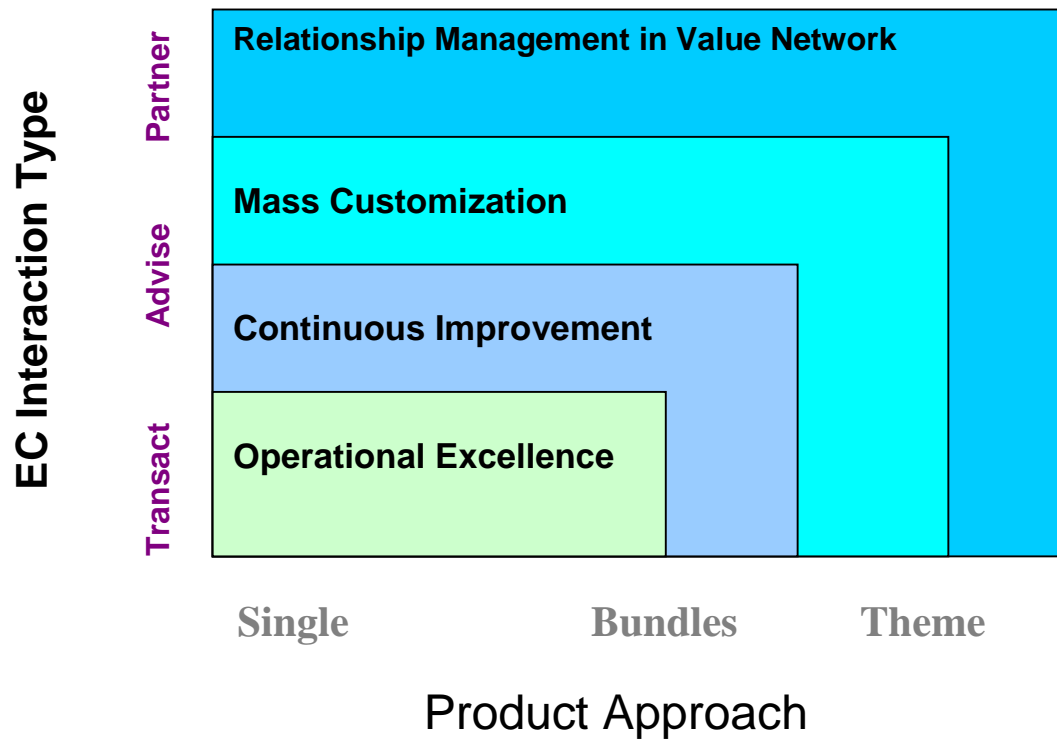 EC Interaction Type
Partner
Advise
Transact
Relationship Management in Value Network
Mass Customization
Continuous Improvement
Operational Excellence
Single Bundles Theme
Product Approach